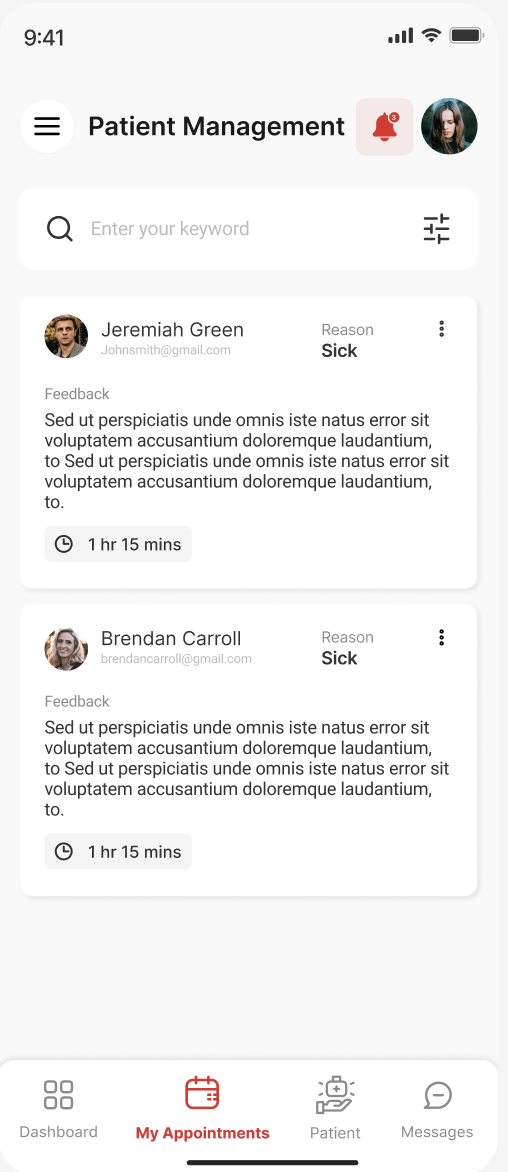 9:41
Patient Management
3
Enter your keyword
Jeremiah Green
Johnsmith@gmail.com
Reason
Sick
Feedback
Sed ut perspiciatis unde omnis iste natus error sit
voluptatem accusantium doloremque laudantium,
to Sed ut perspiciatis unde omnis iste natus error sit
voluptatem accusantium doloremque laudantium,
to.
1 hr 15 mins
Brendan Carroll
brendancarroll@gmail.com
Reason
Sick
Feedback
Sed ut perspiciatis unde omnis iste natus error sit
voluptatem accusantium doloremque laudantium,
to Sed ut perspiciatis unde omnis iste natus error sit
voluptatem accusantium doloremque laudantium,
to.
1 hr 15 mins
Dashboard
My Appointments
Patient
Messages